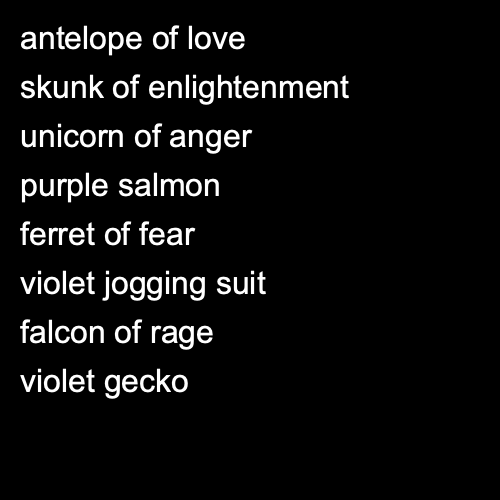 antelope of love
skunk of enlightenment
unicorn of anger
purple salmon
ferret of fear
violet jogging suit
falcon of rage
violet gecko